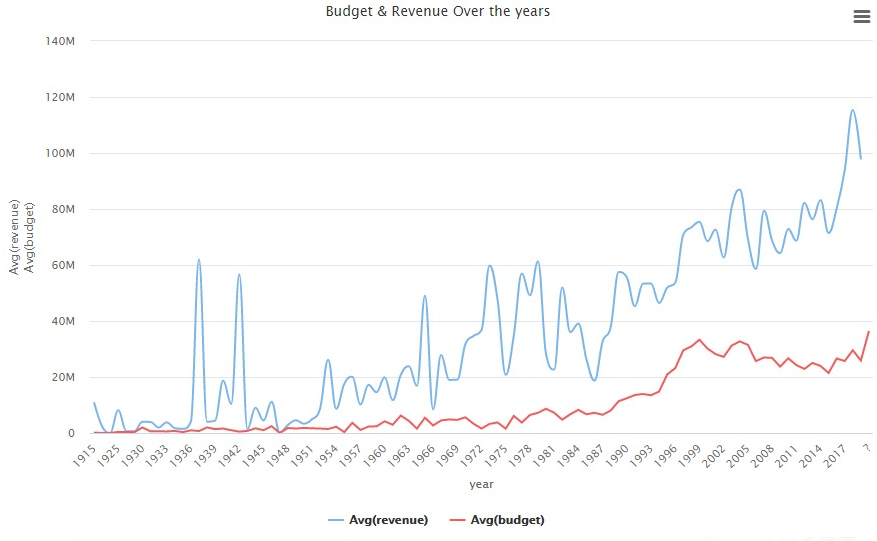 Budget & Revenue Over the years
140M
120M
100M
80M
60M
40M
20M
0
Avg(revenue)
Avg(budget)
1915
1925
1930
1933
1936
1939
1942
1945
1948
1951
1954
1957
1960
1963
1966
1969
1972
1975
1978
1981
1984
1987
1990
1993
1996
1999
2002
2005
2008
2011
2014
2017
?
year
Avg(revenue) Avg(budget)